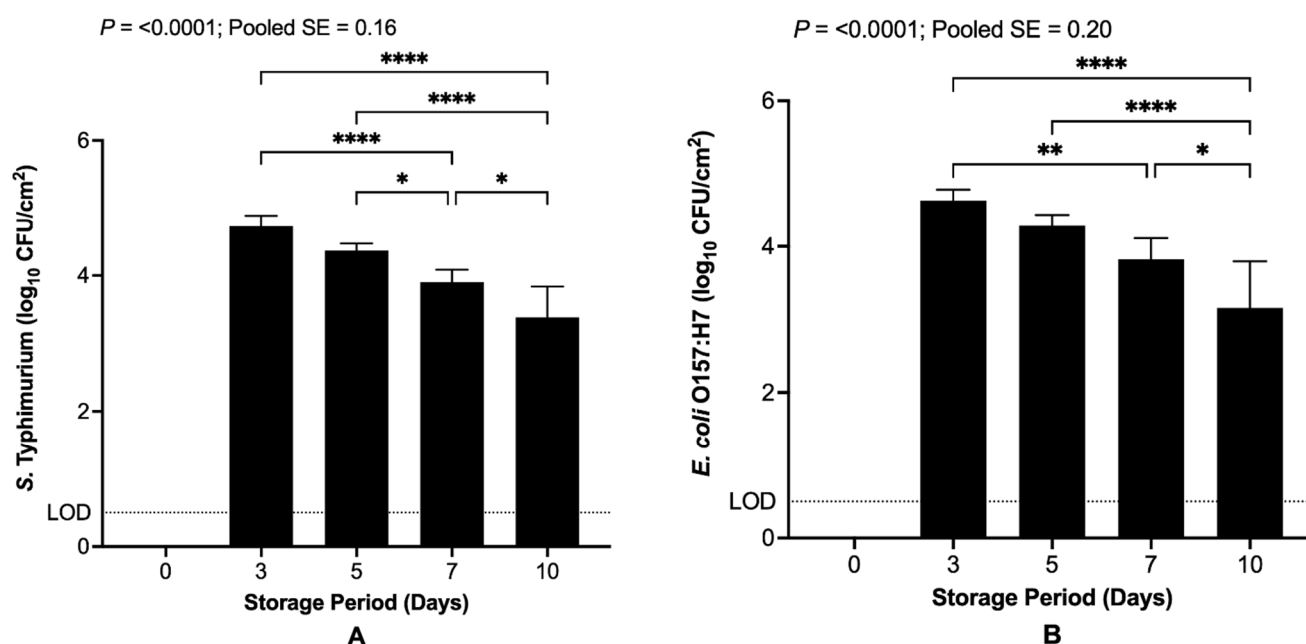 P = <0.0001; Pooled SE = 0.16
****
****
****
*
*
6
4
2
LOD
0
S. Typhimurium (log₁₀ CFU/cm²)
0 3 5 7 10
Storage Period (Days)
A
P = <0.0001; Pooled SE = 0.20
****
****
**
*
6
4
2
LOD
0
E. coli O157:H7 (log₁₀ CFU/cm²)
0 3 5 7 10
Storage Period (Days)
B